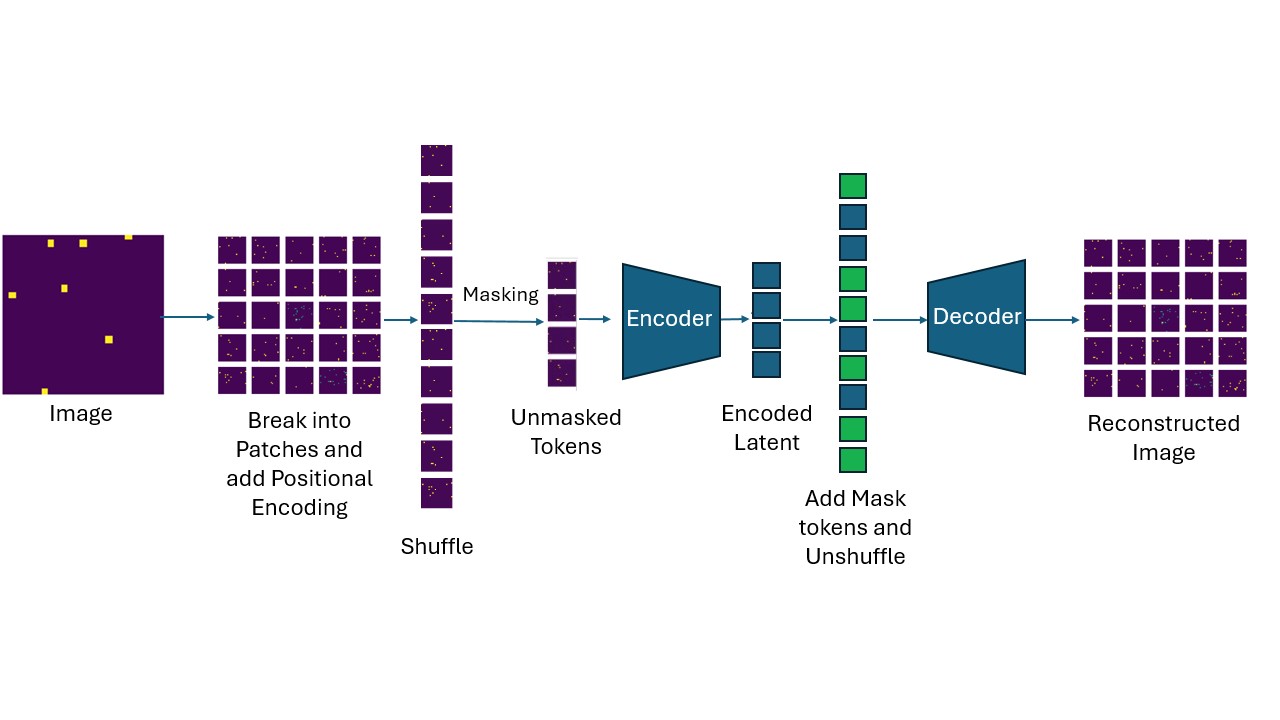 Image
Break into
Patches and
add Positional
Encoding
Shuffle
Masking
Unmasked
Tokens
Encoder
Encoded
Latent
Add Mask
tokens and
Unshuffle
Decoder
Reconstructed
Image